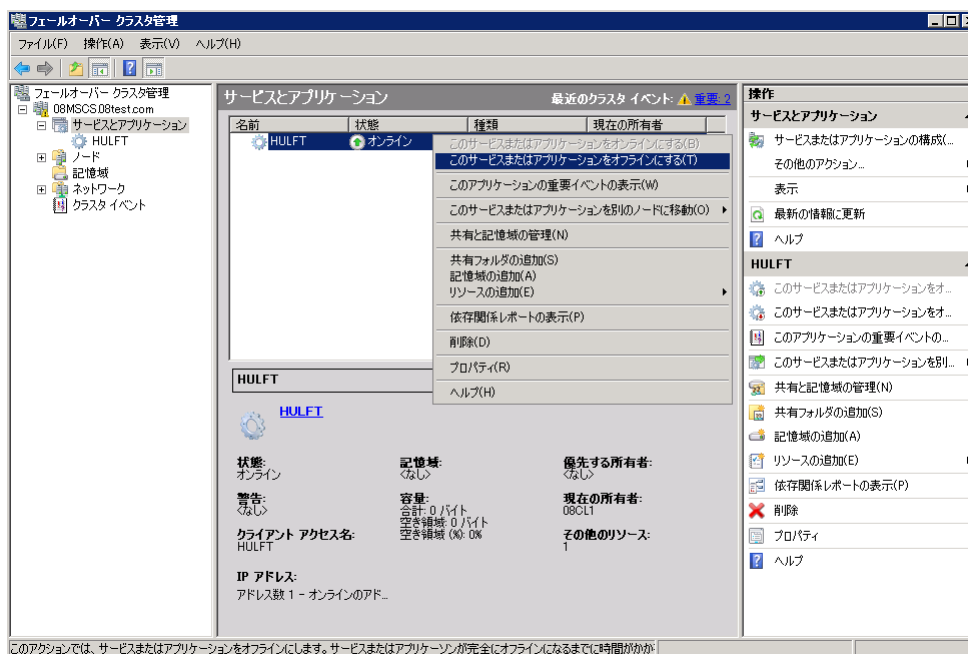 フェールオーバー クラスタ管理
ファイル(F) 操作(A) 表示(V) ヘルプ(H)
フェールオーバー クラスタ管理
08MSCS.08test.com
サービスとアプリケーション
HULFT
ノード
記憶域
ネットワーク
クラスタ イベント
サービスとアプリケーション
最近のクラスタ イベント: 重要: 2
名前 状態 種類 現在の所有者
HULFT オンライン
このサービスまたはアプリケーションをオンラインにする(B)
このサービスまたはアプリケーションをオフラインにする(T)
このアプリケーションの重要イベントの表示(W)
このサービスまたはアプリケーションを別のノードに移動(O)
共有と記憶域の管理(N)
共有フォルダの追加(S)
記憶域の追加(A)
リソースの追加(E)
依存関係レポートの表示(P)
削除(D)
プロパティ(R)
ヘルプ(H)
HULFT
HULFT
状態:
オンライン
記憶域:
<なし>
優先する所有者:
<なし>
警告:
<なし>
容量:
合計: 0 バイト
空き領域: 0 バイト
空き領域 (%): 0%
現在の所有者:
08CL1
クライアント アクセス名:
HULFT
その他のリソース:
1
IP アドレス:
アドレス数 1 - オンラインのアド...
操作
サービスとアプリケーション
サービスまたはアプリケーションの構成(...
その他のアクション...
表示
最新の情報に更新
ヘルプ
HULFT
このサービスまたはアプリケーションをオ...
このサービスまたはアプリケーションをオ...
このアプリケーションの重要イベントの...
このサービスまたはアプリケーションを別...
共有と記憶域の管理(N)
共有フォルダの追加(S)
記憶域の追加(A)
リソースの追加(E)
依存関係レポートの表示(P)
削除
プロパティ
ヘルプ
このアクションでは、サービスまたはアプリケーションをオフラインにします。サービスまたはアプリケーソンが完全にオフラインになるまでに時間がかか